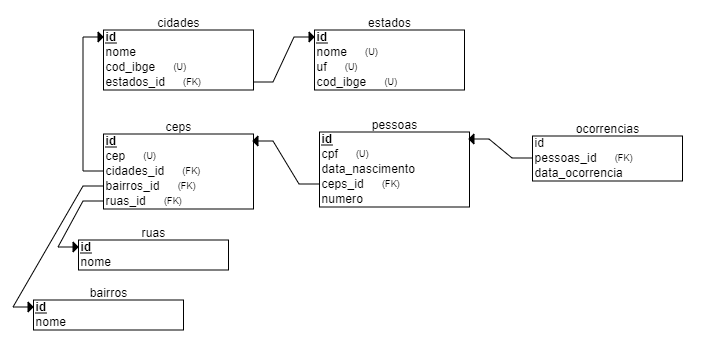 cidades
id
nome
cod_ibge (U)
estados_id (FK)
estados
id
nome (U)
uf (U)
cod_ibge (U)
ceps
id
cep (U)
cidades_id (FK)
bairros_id (FK)
ruas_id (FK)
pessoas
id
cpf (U)
data_nascimento
ceps_id (FK)
numero
ocorrencias
id
pessoas_id (FK)
data_ocorrencia
ruas
id
nome
bairros
id
nome